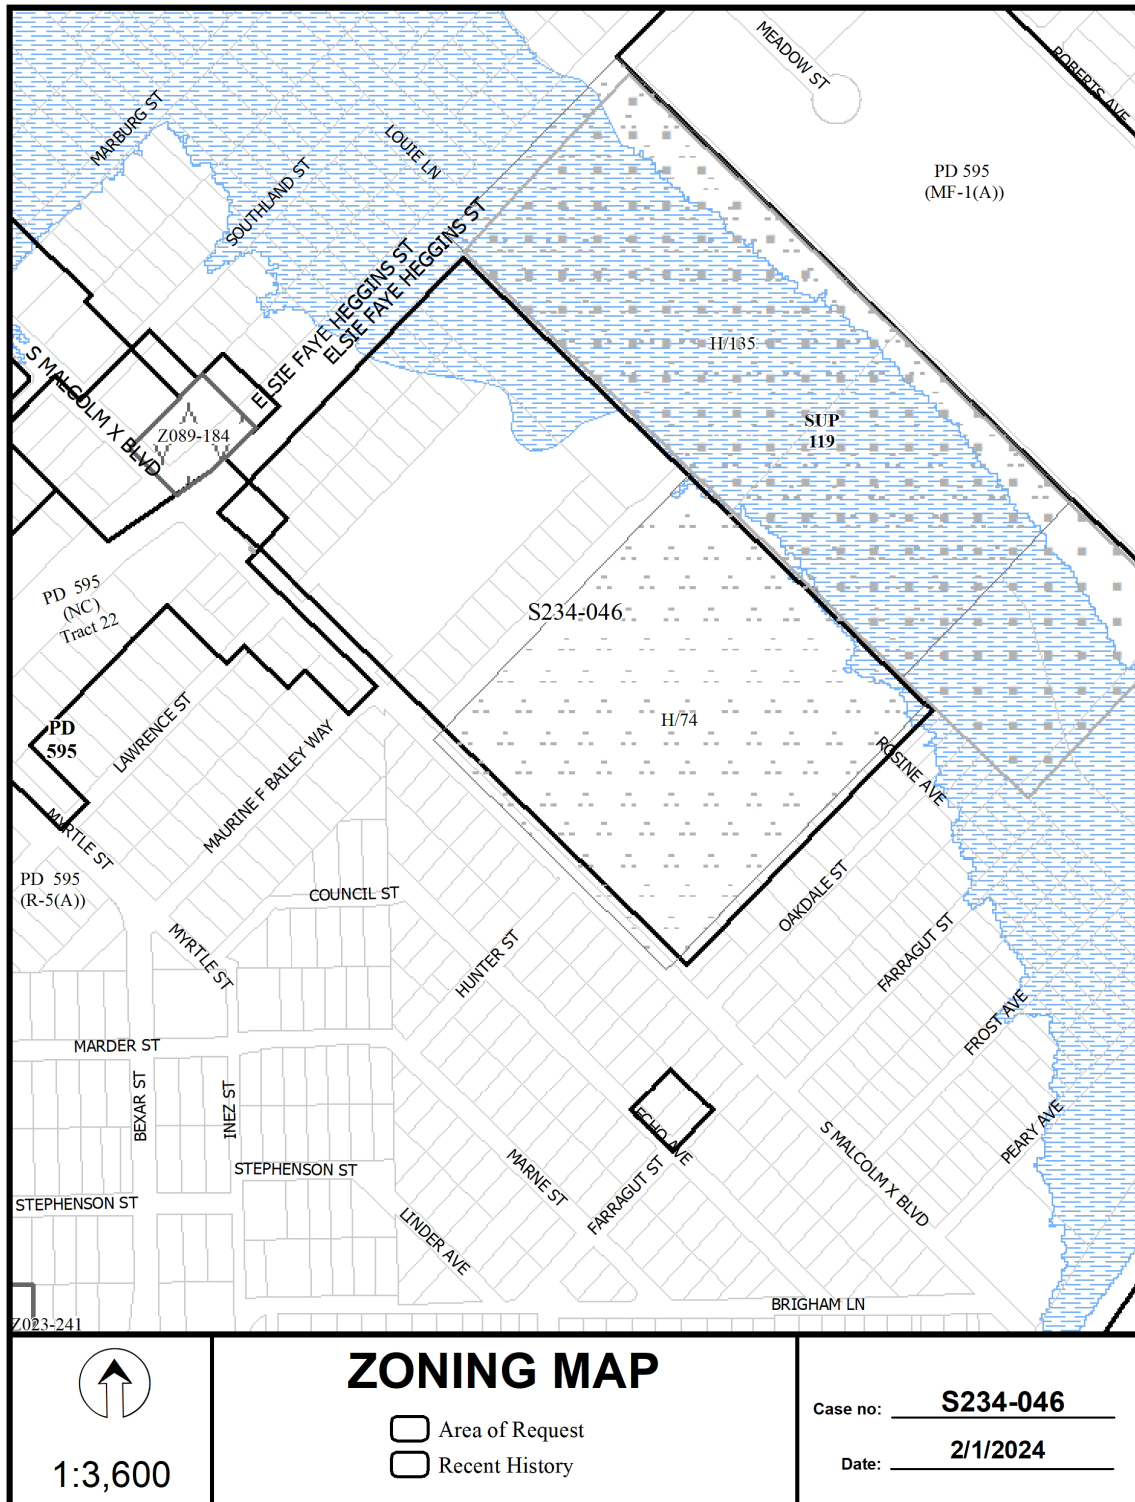 MEADOW ST
ROBERTS AVE
MARBURG ST
LOUIE LN
SOUTHLAND ST
PD 595
(MF-1(A))
ELSIE FAYE HEGGINS ST
ELSIE FAYE HEGGINS ST
H/135
S MALCOLM X BLVD
Z089-184
SUP
119
PD 595
(NC)
Tract 22
S234-046
H/74
PD
595
LAWRENCE ST
MAURINE F BAILEY WAY
ROSINE AVE
MYRTLE ST
PD 595
(R-5(A))
COUNCIL ST
OAKDALE ST
MYRTLE ST
HUNTER ST
FARRAGUT ST
FROST AVE
MARDER ST
BEXAR ST
INEZ ST
ECHO AVE
PEARY AVE
STEPHENSON ST
MARNE ST
FARRAGUT ST
S MALCOLM X BLVD
STEPHENSON ST
LINDER AVE
BRIGHAM LN
Z023-241
1:3,600
ZONING MAP
Area of Request
Recent History
Case no: S234-046
Date: 2/1/2024